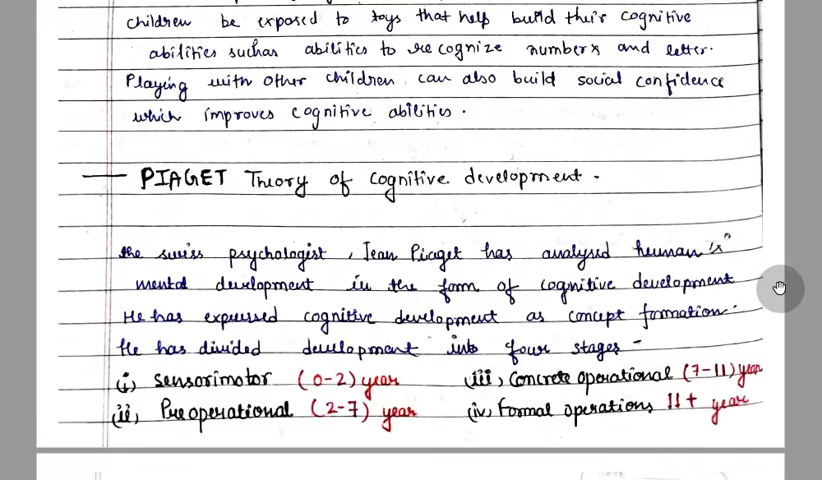 children be exposed to toys that help build their cognitive
abilities suchas abilities to recognize numbers and letter.
Playing with other children can also build social confidence
which improves cognitive abilities.
— PIAGET Theory of cognitive development -
the swiss psychologist, Jean Piaget has analysed human's
mental development in the form of cognitive development
He has expressed cognitive development as concept formation.
He has divided development into four stages -
(i) Sensorimotor (0-2) year (iii) Concrete operational (7-11) year
(ii) Pre operational (2-7) year (iv) Formal operations 11+ year